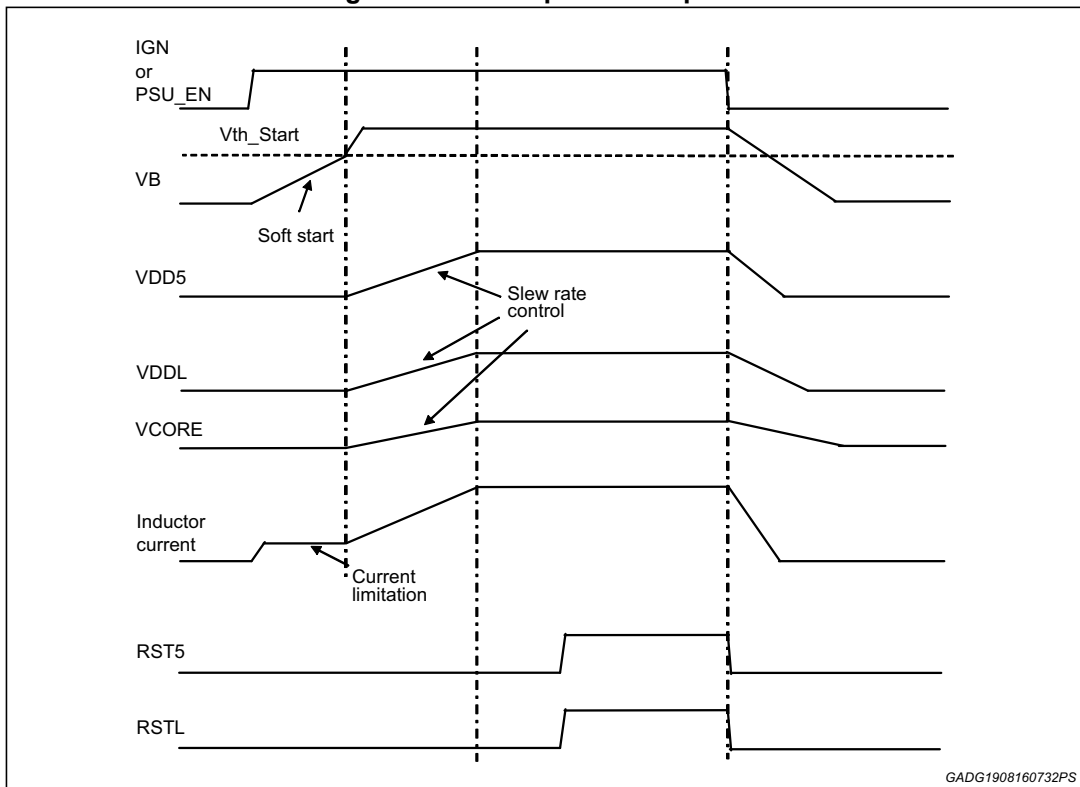 IGN
or
PSU_EN
Vth_Start
VB
Soft start
VDD5
Slew rate
control
VDDL
VCORE
Inductor
current
Current
limitation
RST5
RSTL
GADG1908160732PS